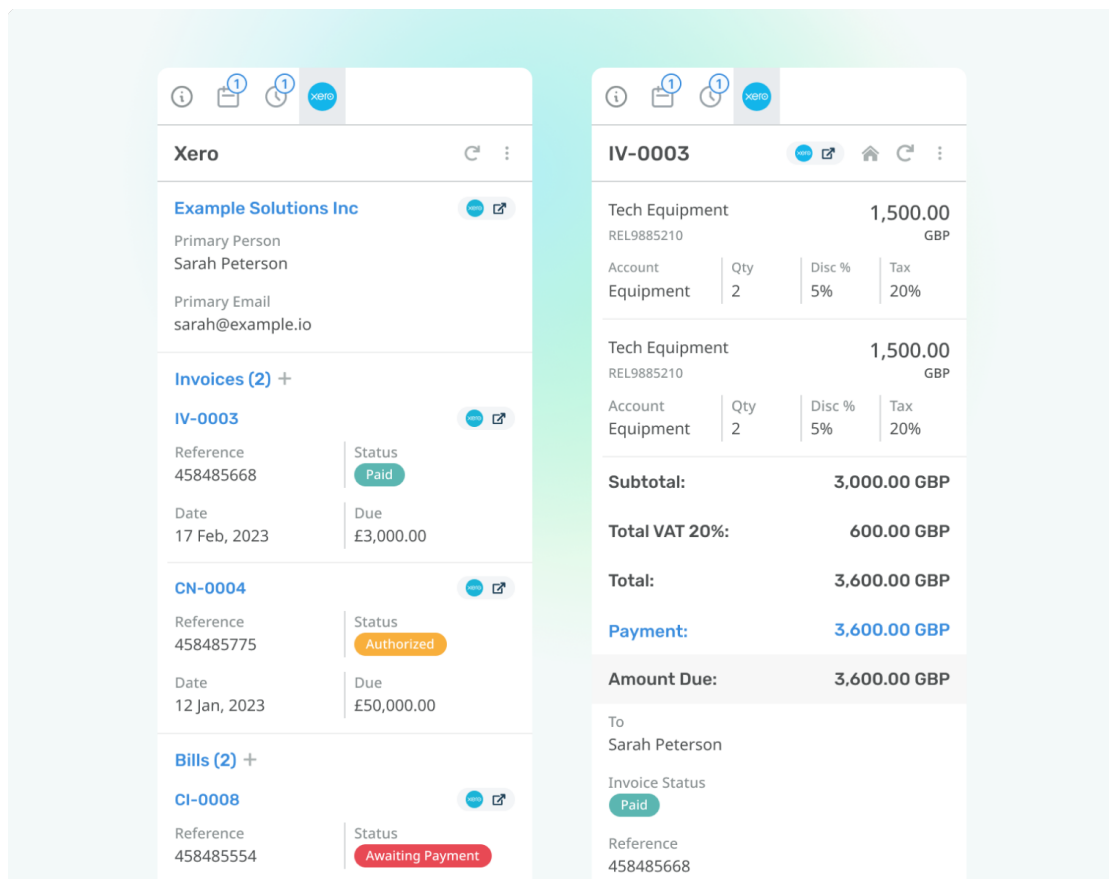 1 1 xero
Xero
Example Solutions Inc xero
Primary Person
Sarah Peterson
Primary Email
sarah@example.io
Invoices (2) +
IV-0003 xero
Reference Status
458485668 Paid
Date Due
17 Feb, 2023 £3,000.00
CN-0004 xero
Reference Status
458485775 Authorized
Date Due
12 Jan, 2023 £50,000.00
Bills (2) +
CI-0008 xero
Reference Status
458485554 Awaiting Payment
1 1 xero
IV-0003 xero
Tech Equipment 1,500.00
REL9885210 GBP
Account Qty Disc % Tax
Equipment 2 5% 20%
Tech Equipment 1,500.00
REL9885210 GBP
Account Qty Disc % Tax
Equipment 2 5% 20%
Subtotal: 3,000.00 GBP
Total VAT 20%: 600.00 GBP
Total: 3,600.00 GBP
Payment: 3,600.00 GBP
Amount Due: 3,600.00 GBP
To
Sarah Peterson
Invoice Status
Paid
Reference
458485668